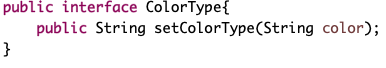 public interface ColorType{
    public String setColorType(String color);
}